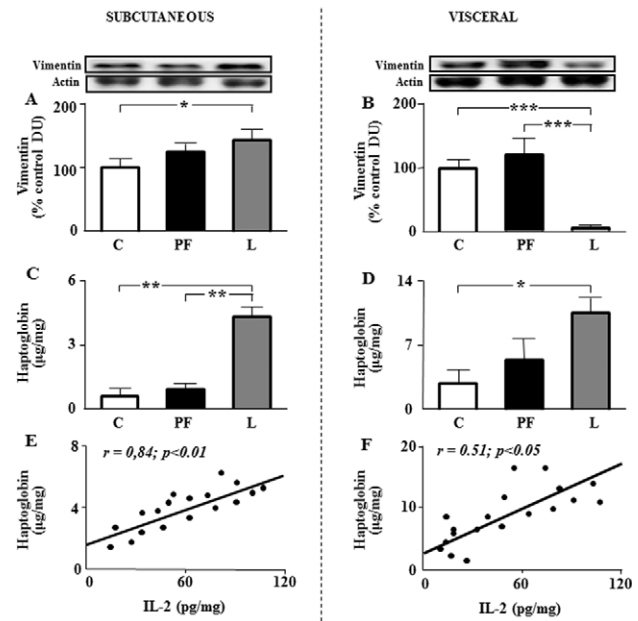 SUBCUTANEOUS
VISCERAL
Vimentin
Actin
Vimentin
Actin
A
200
100
0
Vimentin
(% control DU)
*
C PF L
B
200
100
0
Vimentin
(% control DU)
***
***
C PF L
C
6
4
0
Haptoglobin
(µg/mg)
**
**
C PF L
D
14
7
0
Haptoglobin
(µg/mg)
*
C PF L
E
r = 0,84; p<0.01
8
4
0
Haptoglobin
(µg/mg)
0 60 120
IL-2 (pg/mg)
F
r = 0.51; p<0.05
20
10
0
Haptoglobin
(µg/mg)
0 60 120
IL-2 (pg/mg)